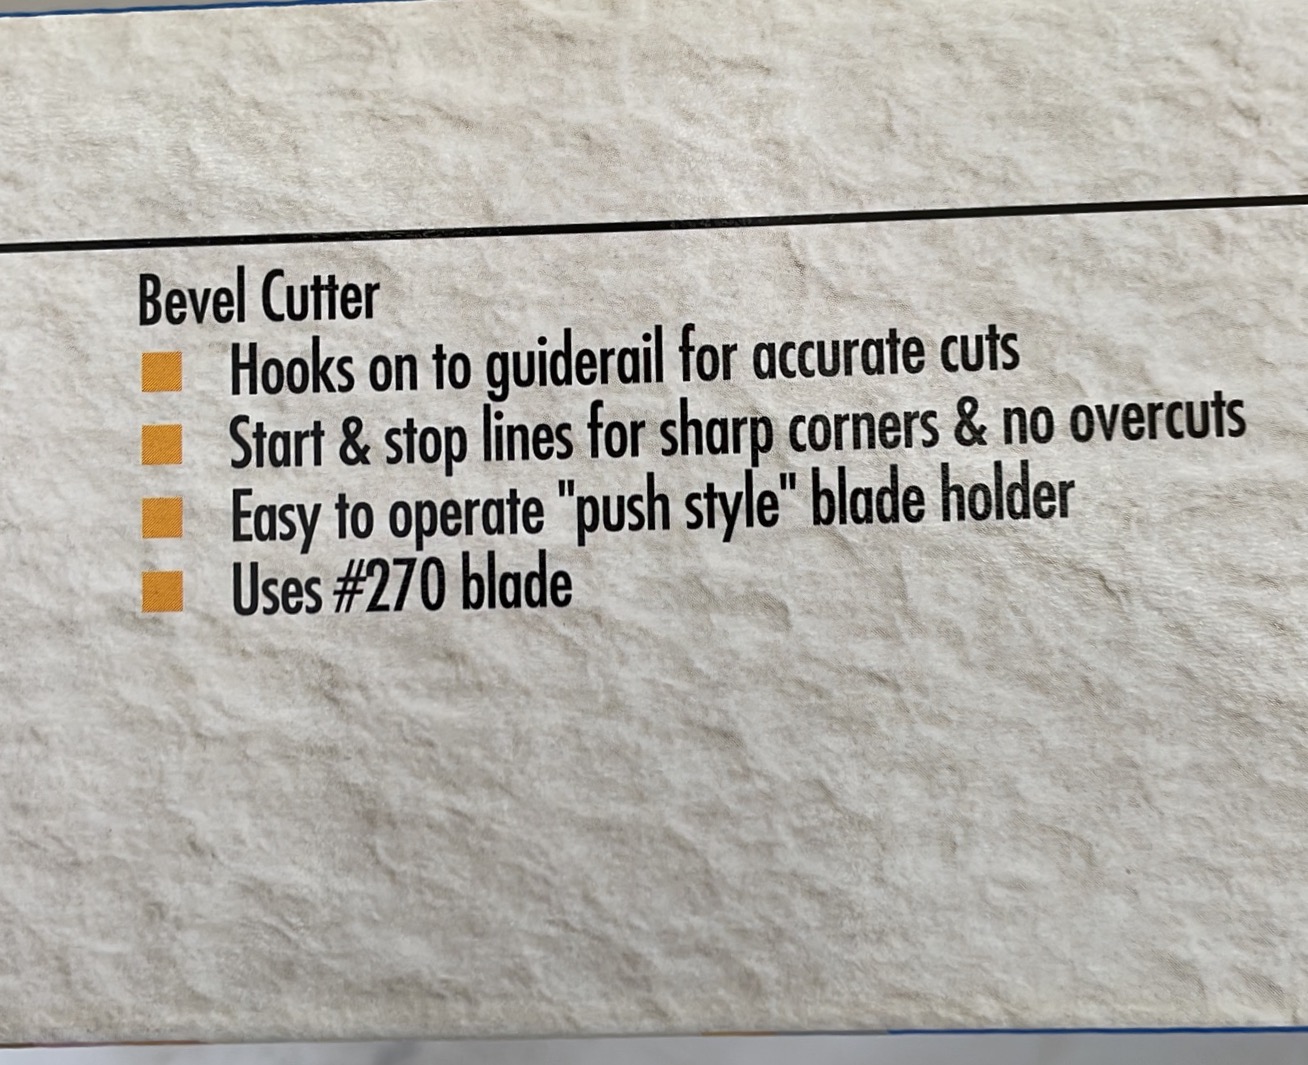 Bevel Cutter
Hooks on to guiderail for accurate cuts
Start & stop lines for sharp corners & no overcuts
Easy to operate "push style" blade holder
Uses #270 blade